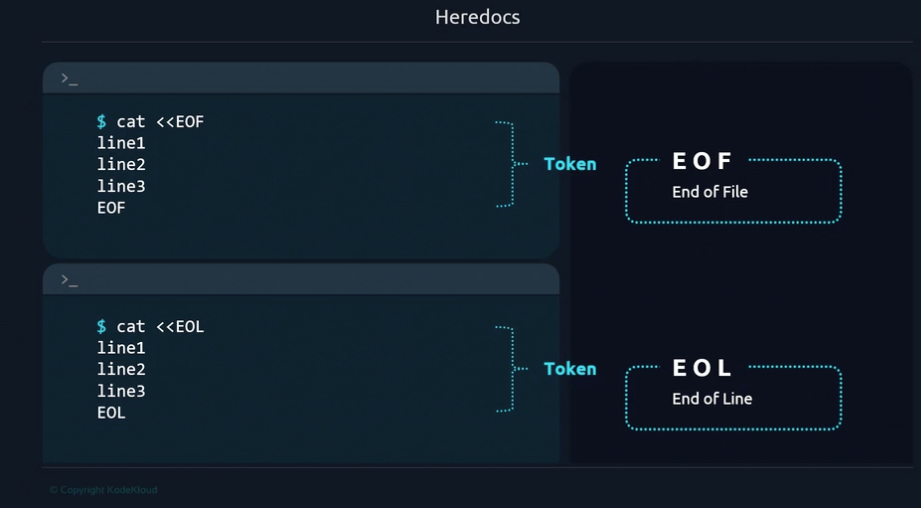 Heredocs
>_
$ cat <<EOF
line1
line2
line3
EOF
Token
EOF
End of File
>_
$ cat <<EOL
line1
line2
line3
EOL
Token
EOL
End of Line
© Copyright KodeKloud